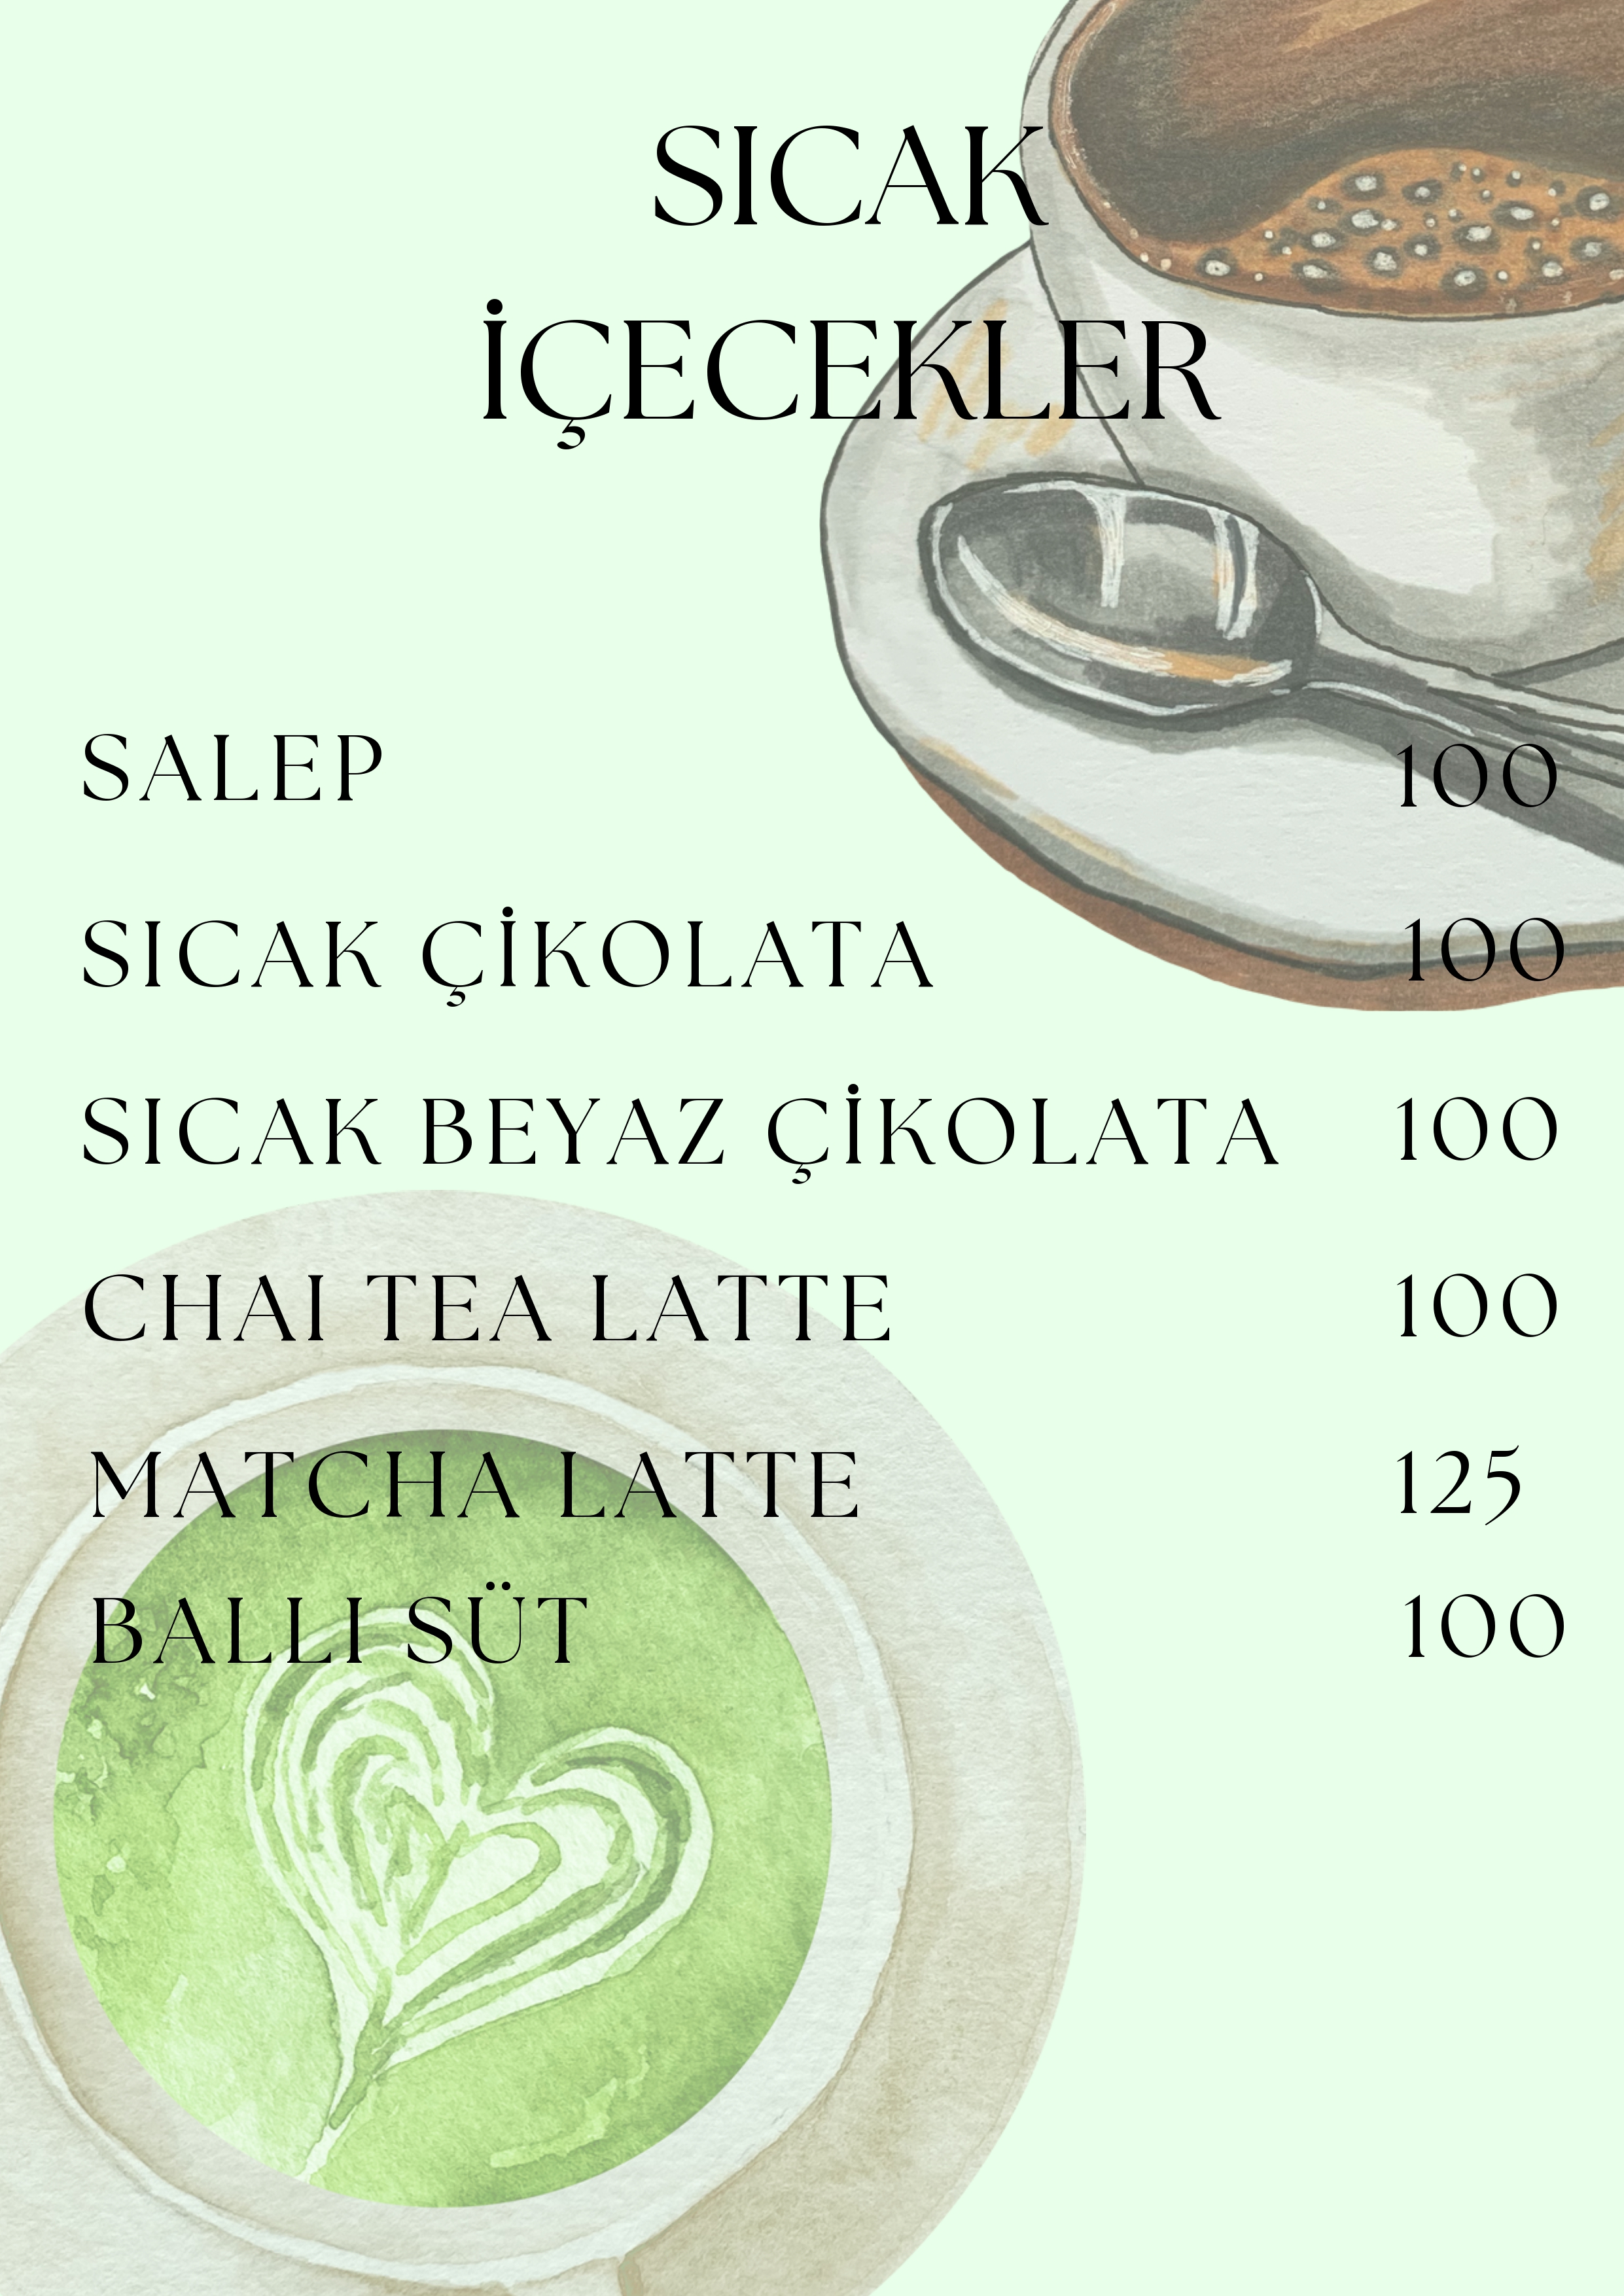 SICAK
İÇECEKLER
SALEP 100
SICAK ÇİKOLATA 100
SICAK BEYAZ ÇİKOLATA 100
CHAI TEA LATTE 100
MATCHA LATTE 125
BALLI SÜT 100